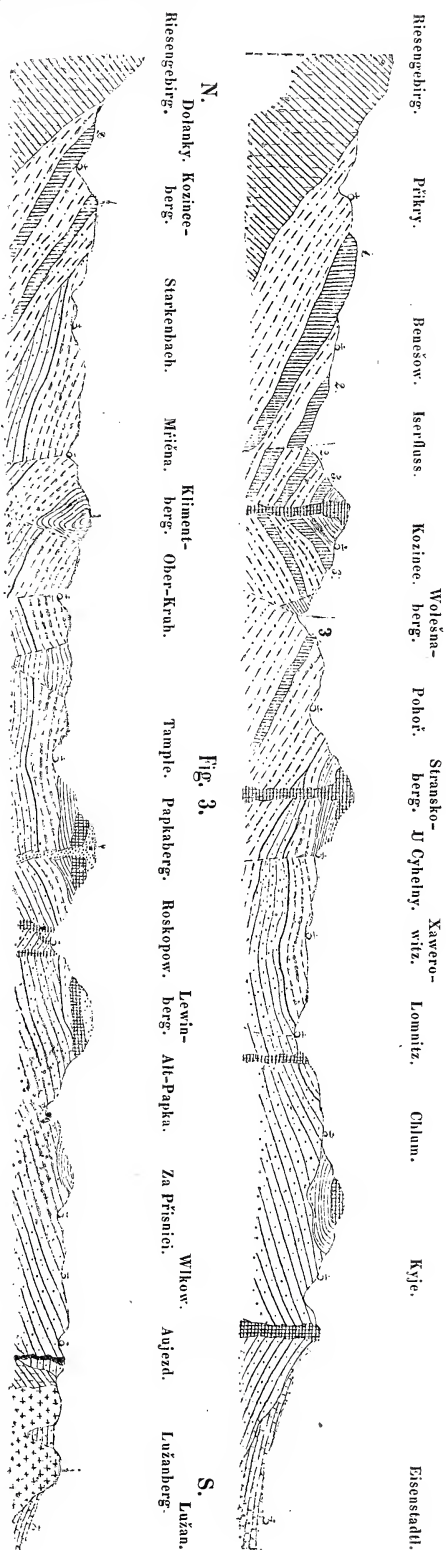 Wolešna- Stransko- Xawero-
Riesengebirg. Přikry. Benešow. Iserfluss. Kozinec. berg. Pohoř. berg. U Cyhelny. witz. Lomnitz. Chlum. Kyje. Eisenstadtl.
3
N. Fig. 3. S.
Dolanky. Kozinec- Kliment- Lewin- Wlkow. Lužan.
Riesengebirg. berg. Starkenbach. Mřična. berg. Ober-Kruh. Tample. Papkaberg. Roskopow. berg. Alt-Papka. Za Přisnici. Aujezd. Lužanberg.